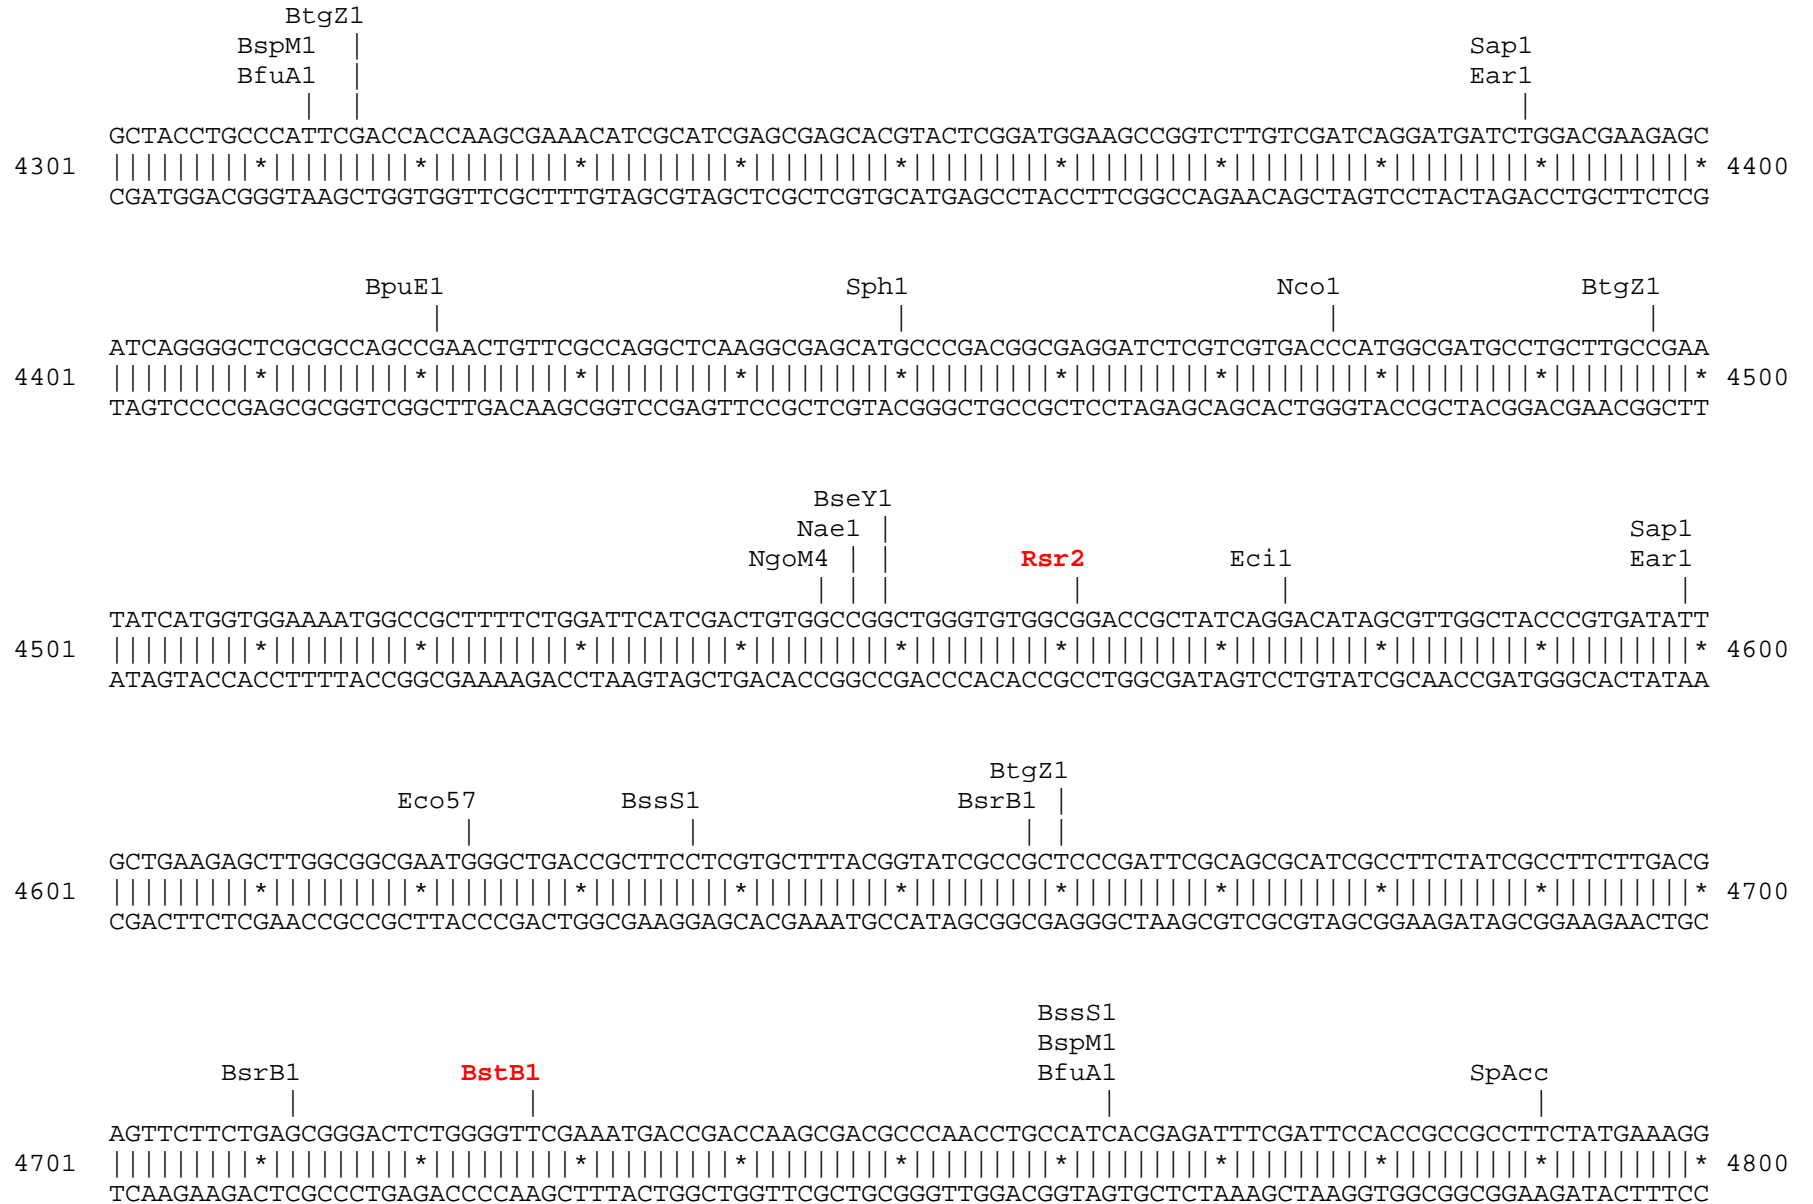 BtgZ1
BspM1 | Sap1
BfuA1 | Ear1
| | |
GCTACCTGCCCATTCGACCACCAAGCGAAACATCGCATCGAGCGAGCACGTACTCGGATGGAAGCCGGTCTTGTCGATCAGGATGATCTGGACGAAGAGC
4301 |||||||||*|||||||||*|||||||||*|||||||||*|||||||||*|||||||||*|||||||||*|||||||||*|||||||||*|||||||||* 4400
CGATGGACGGGTAAGCTGGTGGTTCGCTTTGTAGCGTAGCTCGCTCGTGCATGAGCCTACCTTCGGCCAGAACAGCTAGTCCTACTAGACCTGCTTCTCG
BpuE1 Sph1 Nco1 BtgZ1
| | | |
ATCAGGGGCTCGCGCCAGCCGAACTGTTCGCCAGGCTCAAGGCGAGCATGCCCGACGGCGAGGATCTCGTCGTGACCCATGGCGATGCCTGCTTGCCGAA
4401 |||||||||*|||||||||*|||||||||*|||||||||*|||||||||*|||||||||*|||||||||*|||||||||*|||||||||*|||||||||* 4500
TAGTCCCCGAGCGCGGTCGGCTTGACAAGCGGTCCGAGTTCCGCTCGTACGGGCTGCCGCTCCTAGAGCAGCACTGGGTACCGCTACGGACGAACGGCTT
BseY1
Nae1 | Sap1
NgoM4 | | Rsr2 Eci1 Ear1
| | | | | |
TATCATGGTGGAAAATGGCCGCTTTTCTGGATTCATCGACTGTGGCCGGCTGGGTGTGGCGGACCGCTATCAGGACATAGCGTTGGCTACCCGTGATATT
4501 |||||||||*|||||||||*|||||||||*|||||||||*|||||||||*|||||||||*|||||||||*|||||||||*|||||||||*|||||||||* 4600
ATAGTACCACCTTTTACCGGCGAAAAGACCTAAGTAGCTGACACCGGCCGACCCACACCGCCTGGCGATAGTCCTGTATCGCAACCGATGGGCACTATAA
BtgZ1
Eco57 BssS1 BsrB1 |
| | | |
GCTGAAGAGCTTGGCGGCGAATGGGCTGACCGCTTCCTCGTGCTTTACGGTATCGCCGCTCCCGATTCGCAGCGCATCGCCTTCTATCGCCTTCTTGACG
4601 |||||||||*|||||||||*|||||||||*|||||||||*|||||||||*|||||||||*|||||||||*|||||||||*|||||||||*|||||||||* 4700
CGACTTCTCGAACCGCCGCTTACCCGACTGGCGAAGGAGCACGAAATGCCATAGCGGCGAGGGCTAAGCGTCGCGTAGCGGAAGATAGCGGAAGAACTGC
BssS1
BspM1
BsrB1 BstB1 BfuA1 SpAcc
| | | |
AGTTCTTCTGAGCGGGACTCTGGGGTTCGAAATGACCGACCAAGCGACGCCCAACCTGCCATCACGAGATTTCGATTCCACCGCCGCCTTCTATGAAAGG
4701 |||||||||*|||||||||*|||||||||*|||||||||*|||||||||*|||||||||*|||||||||*|||||||||*|||||||||*|||||||||* 4800
TCAAGAAGACTCGCCCTGAGACCCCAAGCTTTACTGGCTGGTTCGCTGCGGGTTGGACGGTAGTGCTCTAAAGCTAAGGTGGCGGCGGAAGATACTTTCC